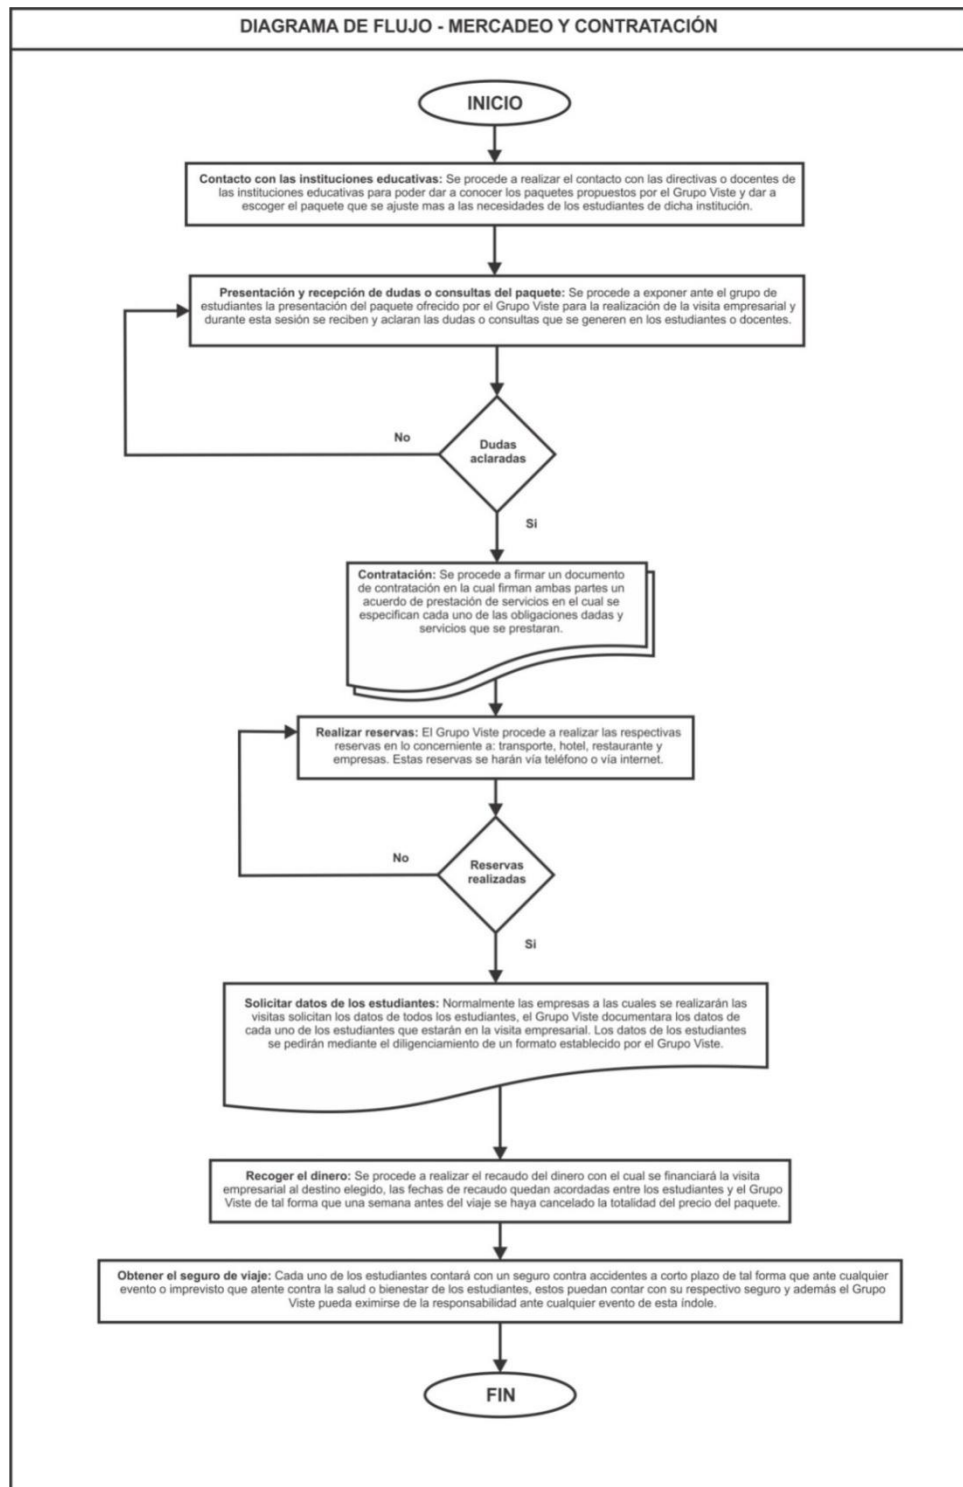 DIAGRAMA DE FLUJO - MERCADEO Y CONTRATACIÓN
INICIO
Contacto con las instituciones educativas: Se procede a realizar el contacto con las directivas o docentes de
las instituciones educativas para poder dar a conocer los paquetes propuestos por el Grupo Viste y dar a
escoger el paquete que se ajuste mas a las necesidades de los estudiantes de dicha institución.
Presentación y recepción de dudas o consultas del paquete: Se procede a exponer ante el grupo de
estudiantes la presentación del paquete ofrecido por el Grupo Viste para la realización de la visita empresarial y
durante esta sesión se reciben y aclaran las dudas o consultas que se generen en los estudiantes o docentes.
No
Dudas
aclaradas
Si
Contratación: Se procede a firmar un documento
de contratación en la cual firman ambas partes un
acuerdo de prestación de servicios en el cual se
especifican cada uno de las obligaciones dadas y
servicios que se prestaran.
Realizar reservas: El Grupo Viste procede a realizar las respectivas
reservas en lo concerniente a: transporte, hotel, restaurante y
empresas. Estas reservas se harán vía teléfono o vía internet.
No
Reservas
realizadas
Si
Solicitar datos de los estudiantes: Normalmente las empresas a las cuales se realizarán las
visitas solicitan los datos de todos los estudiantes, el Grupo Viste documentara los datos de
cada uno de los estudiantes que estarán en la visita empresarial. Los datos de los estudiantes
se pedirán mediante el diligenciamiento de un formato establecido por el Grupo Viste.
Recoger el dinero: Se procede a realizar el recaudo del dinero con el cual se financiará la visita
empresarial al destino elegido, las fechas de recaudo quedan acordadas entre los estudiantes y el Grupo
Viste de tal forma que una semana antes del viaje se haya cancelado la totalidad del precio del paquete.
Obtener el seguro de viaje: Cada uno de los estudiantes contará con un seguro contra accidentes a corto plazo de tal forma que ante cualquier
evento o imprevisto que atente contra la salud o bienestar de los estudiantes, estos puedan contar con su respectivo seguro y además el Grupo
Viste pueda eximirse de la responsabilidad ante cualquier evento de esta índole.
FIN